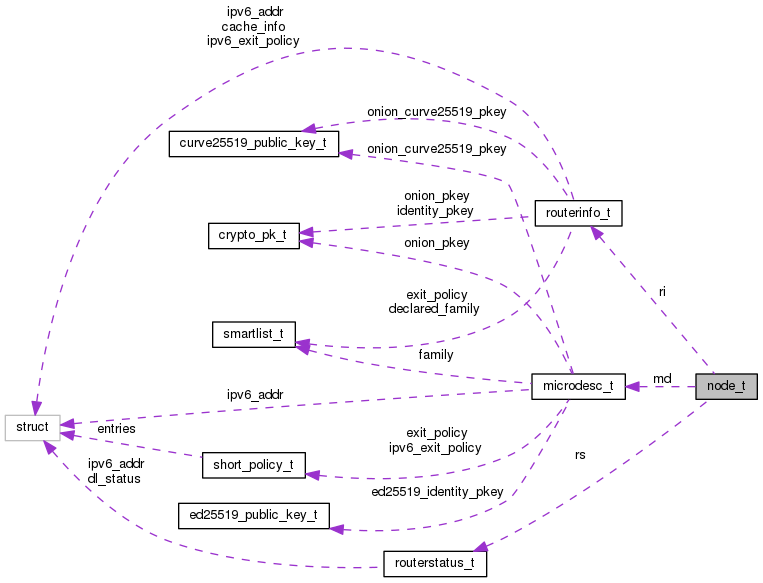 ipv6_addr
cache_info
ipv6_exit_policy
onion_curve25519_pkey
curve25519_public_key_t
onion_curve25519_pkey
onion_pkey
identity_pkey
routerinfo_t
crypto_pk_t
onion_pkey
ri
exit_policy
declared_family
smartlist_t
family
microdesc_t
md
node_t
ipv6_addr
struct
entries
exit_policy
ipv6_exit_policy
rs
ipv6_addr
dl_status
short_policy_t
ed25519_identity_pkey
ed25519_public_key_t
routerstatus_t